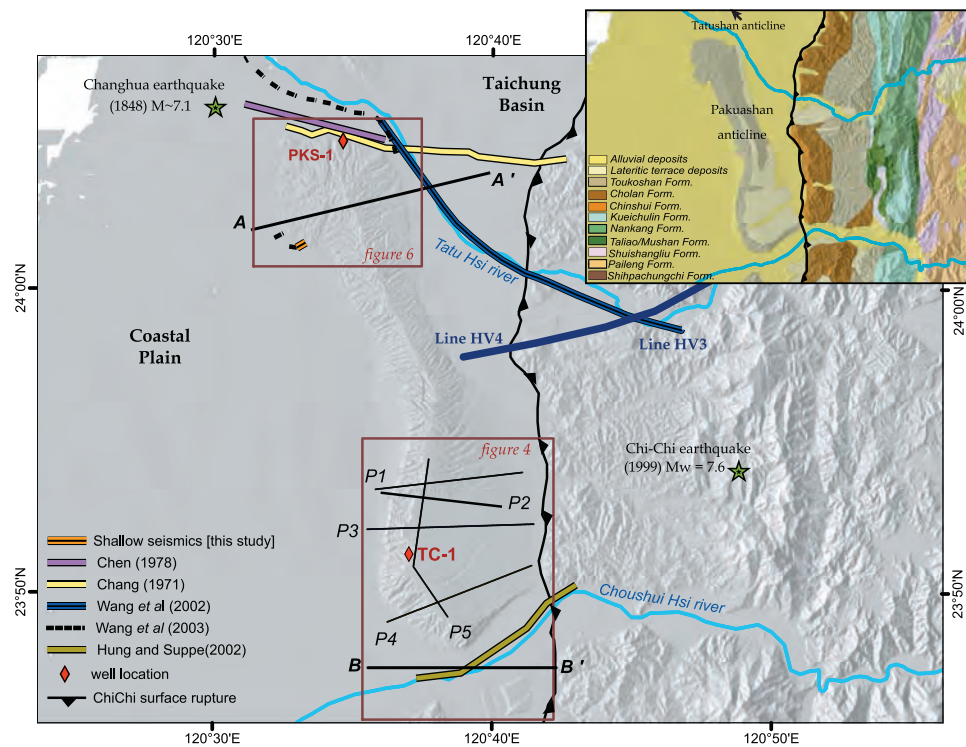 120°30'E
120°40'E
Tatushan anticline
Pakuashan
anticline
Alluvial deposits
Lateritic terrace deposits
Toukoshan Form.
Cholan Form.
Chinshui Form.
Kueichulin Form.
Nankang Form.
Taliao/Mushan Form.
Shuishangliu Form.
Paileng Form.
Shihpachungchi Form.
Changhua earthquake
(1848) M~7.1
Taichung
Basin
PKS-1
A
A'
figure 6
Tatu Hsi river
24°00'N
24°00'N
Coastal
Plain
Line HV4
Line HV3
figure 4
Chi-Chi earthquake
(1999) Mw = 7.6
P1
P2
P3
TC-1
P4
P5
B
B'
Choushui Hsi river
23°50'N
23°50'N
Shallow seismics [this study]
Chen (1978)
Chang (1971)
Wang et al (2002)
Wang et al (2003)
Hung and Suppe(2002)
well location
ChiChi surface rupture
120°30'E
120°40'E
120°50'E